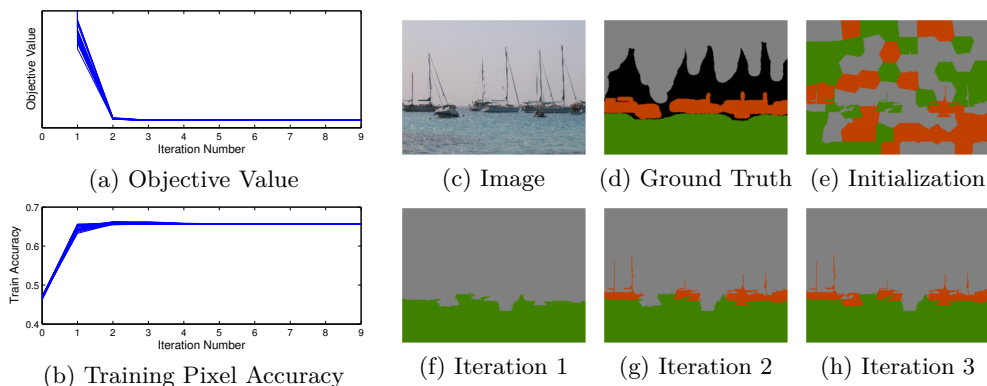 Objective Value
0 1 2 3 4 5 6 7 8 9
Iteration Number
(a) Objective Value
0.7
0.6
0.5
0.4
Train Accuracy
0 1 2 3 4 5 6 7 8 9
Iteration Number
(b) Training Pixel Accuracy
(c) Image
(d) Ground Truth
(e) Initialization
(f) Iteration 1
(g) Iteration 2
(h) Iteration 3